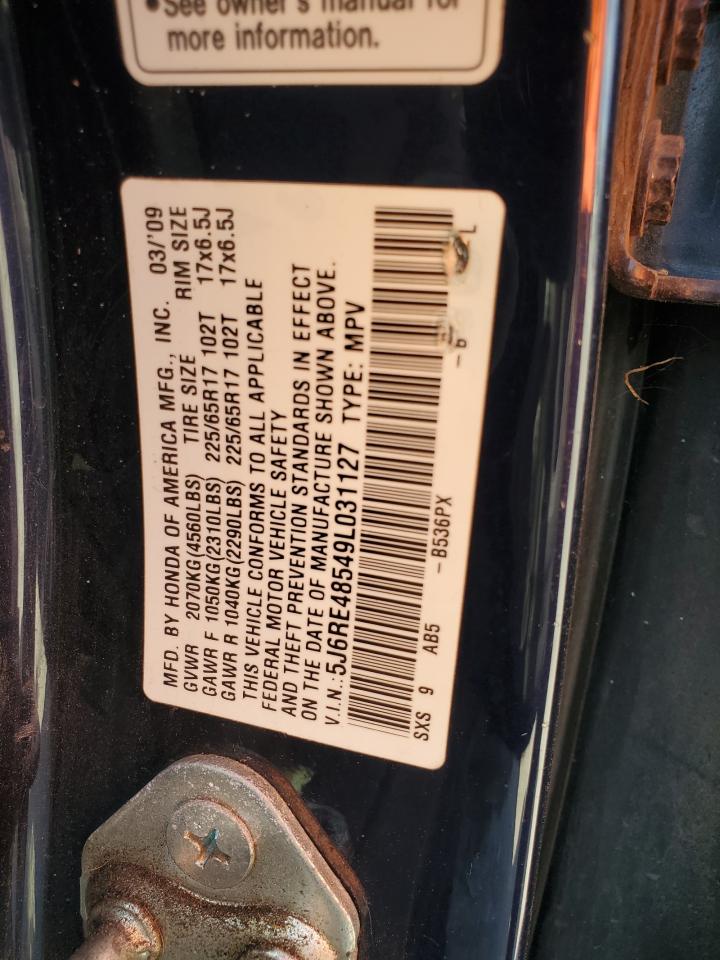 •See owner's manual for
more information.
MFD. BY HONDA OF AMERICA MFG., INC. 03/'09
GVWR 2070KG(4560LBS) TIRE SIZE RIM SIZE
GAWR F 1050KG(2310LBS) 225/65R17 102T 17x6.5J
GAWR R 1040KG(2290LBS) 225/65R17 102T 17x6.5J
THIS VEHICLE CONFORMS TO ALL APPLICABLE
FEDERAL MOTOR VEHICLE SAFETY
AND THEFT PREVENTION STANDARDS IN EFFECT
ON THE DATE OF MANUFACTURE SHOWN ABOVE.
V.I.N.:5J6RE48549L031127 TYPE: MPV
SXS 9 AB5 -B536PX -B L